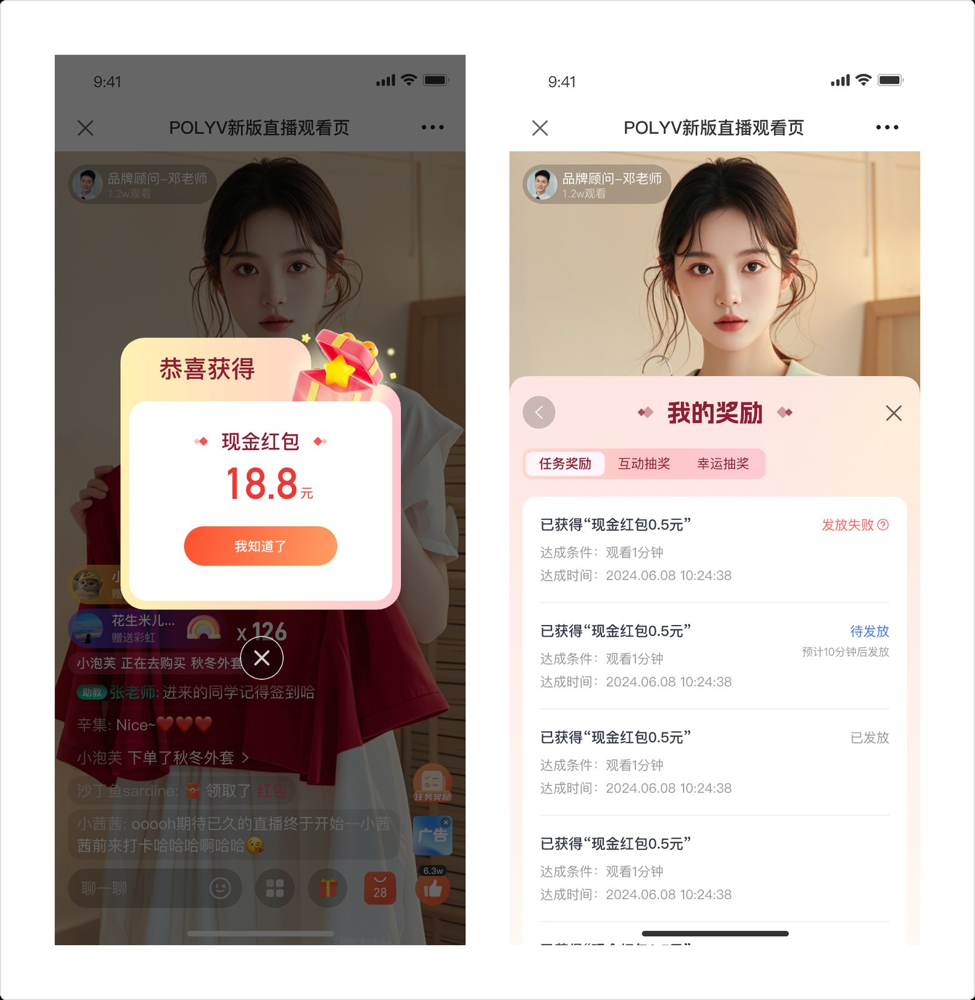 9:41
POLYV新版直播观看页
品牌顾问-邓老师
1.2w观看
恭喜获得
现金红包
18.8元
我知道了
小
赠
花生米儿...
赠送彩虹
x126
小泡芙 正在去购买 秋冬外套
助教 张老师: 进来的同学记得签到哈
辛集: Nice~❤️❤️❤️
小泡芙 下单了秋冬外套 >
沙丁鱼sardine: 领取了 红包
小茜茜: ooooh期待已久的直播终于开始~~小茜
茜前来打卡哈哈哈啊哈哈😘
任务奖励
广告
聊一聊
28
6.3w
9:41
POLYV新版直播观看页
品牌顾问-邓老师
1.2w观看
我的奖励
任务奖励 互动抽奖 幸运抽奖
已获得“现金红包0.5元” 发放失败
达成条件：观看1分钟
达成时间：2024.06.08 10:24:38
已获得“现金红包0.5元” 待发放
预计10分钟后发放
达成条件：观看1分钟
达成时间：2024.06.08 10:24:38
已获得“现金红包0.5元” 已发放
达成条件：观看1分钟
达成时间：2024.06.08 10:24:38
已获得“现金红包0.5元”
达成条件：观看1分钟
达成时间：2024.06.08 10:24:38